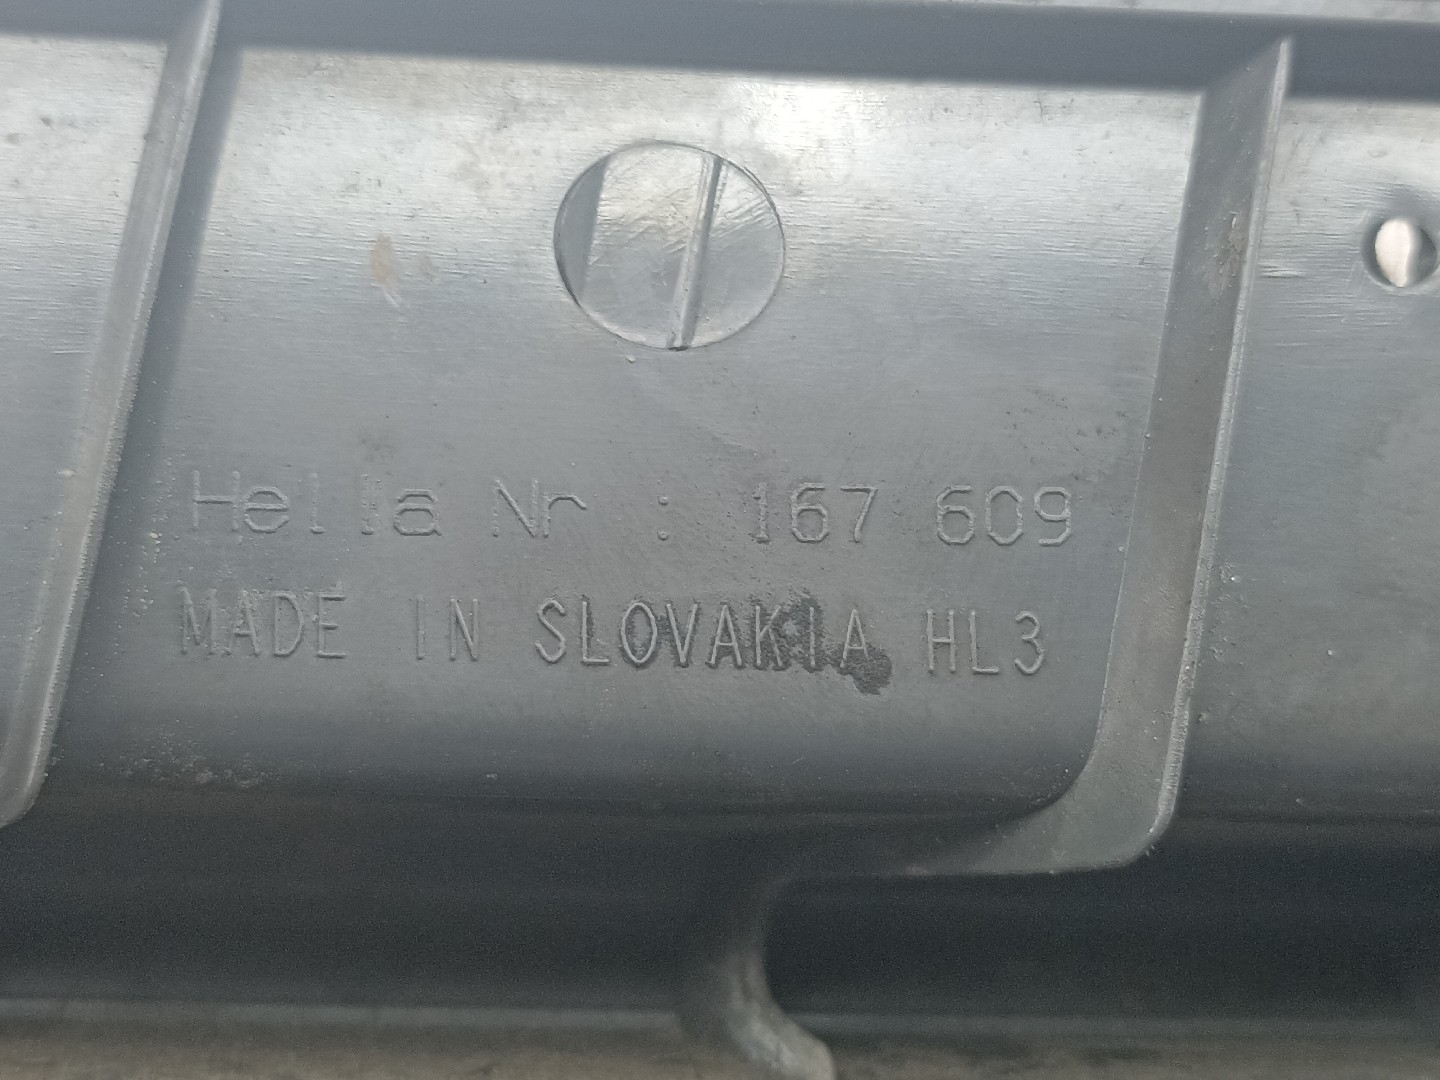 Hella Nr : 167 609
MADE IN SLOVAKIA HL3